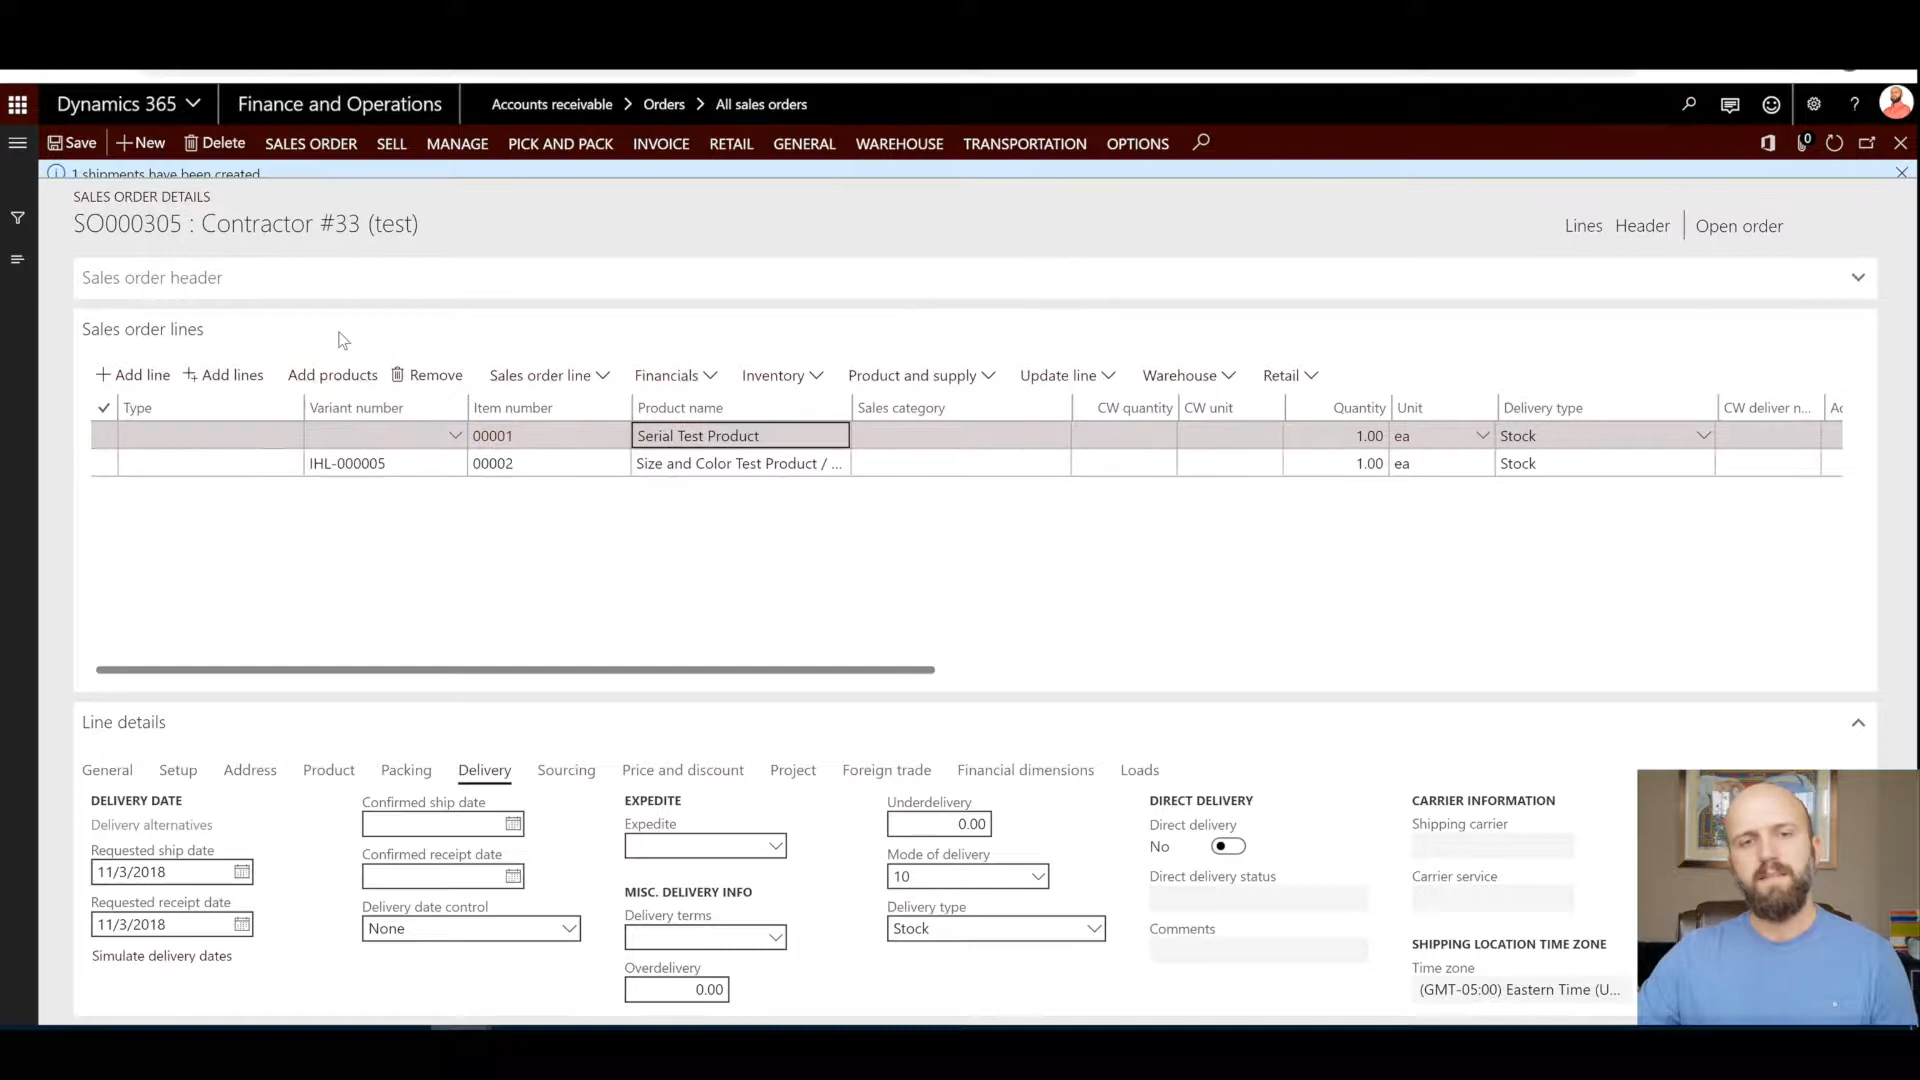 Dynamics 365 Finance and Operations Accounts receivable Orders All sales orders ?
Save New Delete SALES ORDER SELL MANAGE PICK AND PACK INVOICE RETAIL GENERAL WAREHOUSE TRANSPORTATION OPTIONS 0
1 shipments have been created
SALES ORDER DETAILS
SO000305 : Contractor #33 (test)
Lines Header Open order
Sales order header
Sales order lines
Add line Add lines Add products Remove Sales order line Financials Inventory Product and supply Update line Warehouse Retail
Type Variant number Item number Product name Sales category CW quantity CW unit Quantity Unit Delivery type CW deliver n... Ac
00001 Serial Test Product 1.00 ea Stock
IHL-000005 00002 Size and Color Test Product / ... 1.00 ea Stock
Line details
General Setup Address Product Packing Delivery Sourcing Price and discount Project Foreign trade Financial dimensions Loads
DELIVERY DATE
Delivery alternatives
Requested ship date
11/3/2018
Requested receipt date
11/3/2018
Simulate delivery dates
Confirmed ship date
Confirmed receipt date
Delivery date control
None
EXPEDITE
Expedite
MISC. DELIVERY INFO
Delivery terms
Overdelivery
0.00
Underdelivery
0.00
Mode of delivery
10
Delivery type
Stock
DIRECT DELIVERY
Direct delivery
No
Direct delivery status
Comments
CARRIER INFORMATION
Shipping carrier
Carrier service
SHIPPING LOCATION TIME ZONE
Time zone
(GMT-05:00) Eastern Time (U...